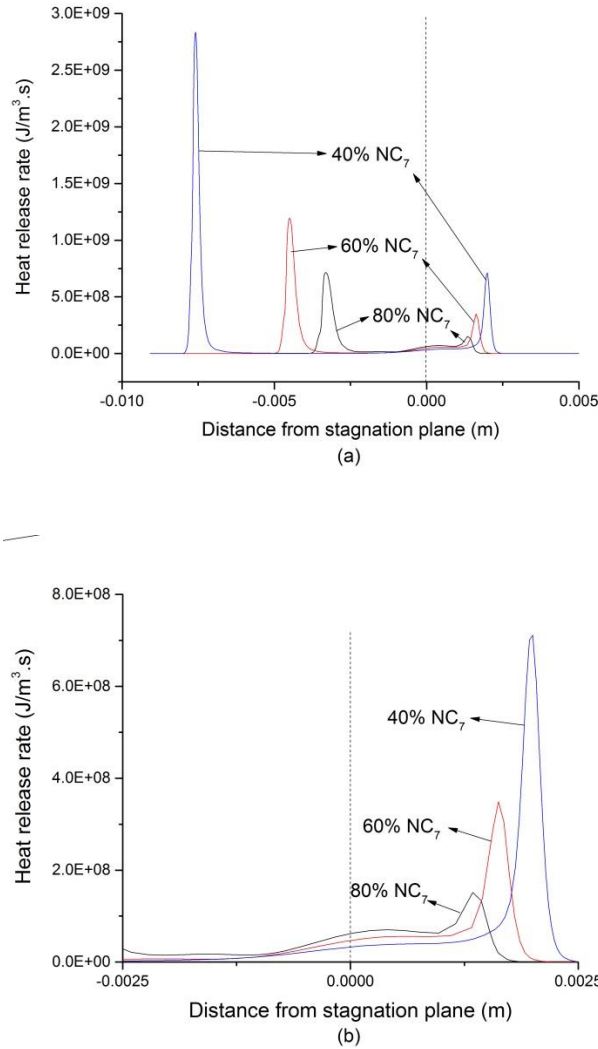 3.0E+09
2.5E+09
2.0E+09
1.5E+09
1.0E+09
5.0E+08
0.0E+00
Heat release rate (J/m³.s)
40% NC₇
60% NC₇
80% NC₇
-0.010 -0.005 0.000 0.005
Distance from stagnation plane (m)
(a)
8.0E+08
6.0E+08
4.0E+08
2.0E+08
0.0E+00
Heat release rate (J/m³.s)
40% NC₇
60% NC₇
80% NC₇
-0.0025 0.0000 0.0025
Distance from stagnation plane (m)
(b)